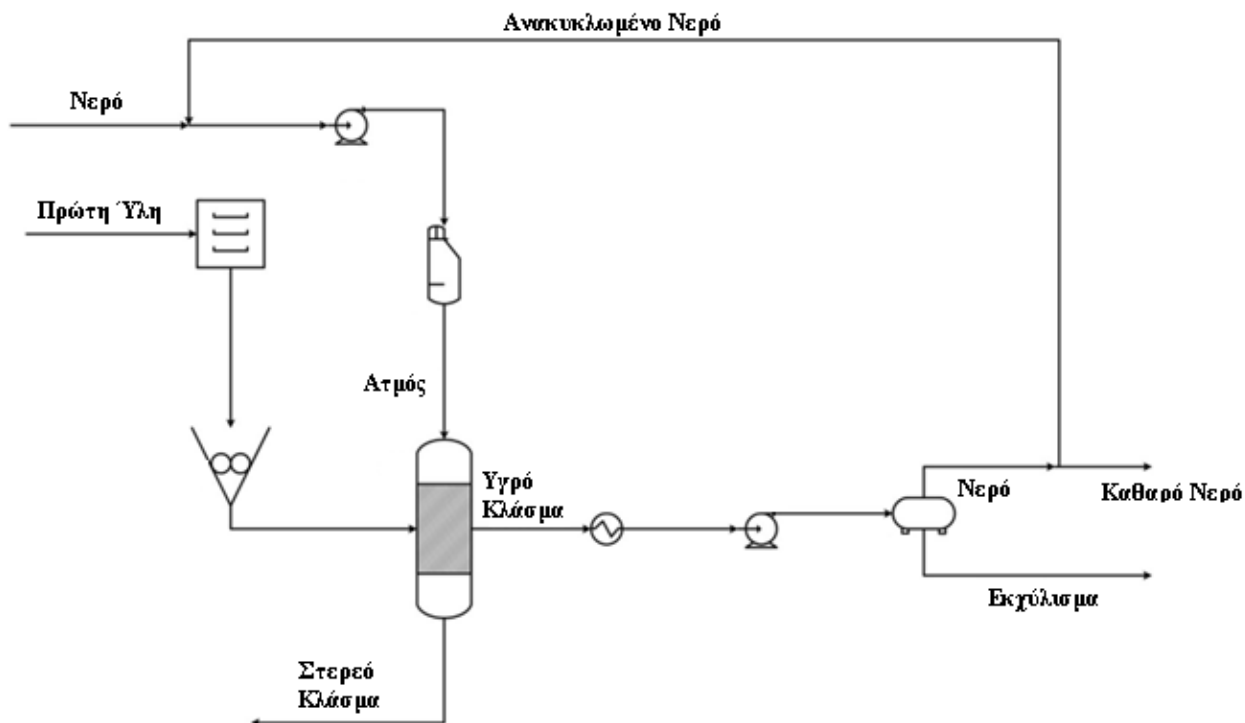 Ανακυκλωμένο Νερό
Νερό
Πρώτη Ύλη
Ατμός
Υγρό
Κλάσμα
Νερό
Καθαρό Νερό
Εκχύλισμα
Στερεό
Κλάσμα